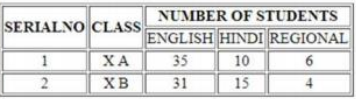 SERIALNO CLASS NUMBER OF STUDENTS
ENGLISH HINDI REGIONAL
1 X A 35 10 6
2 X B 31 15 4